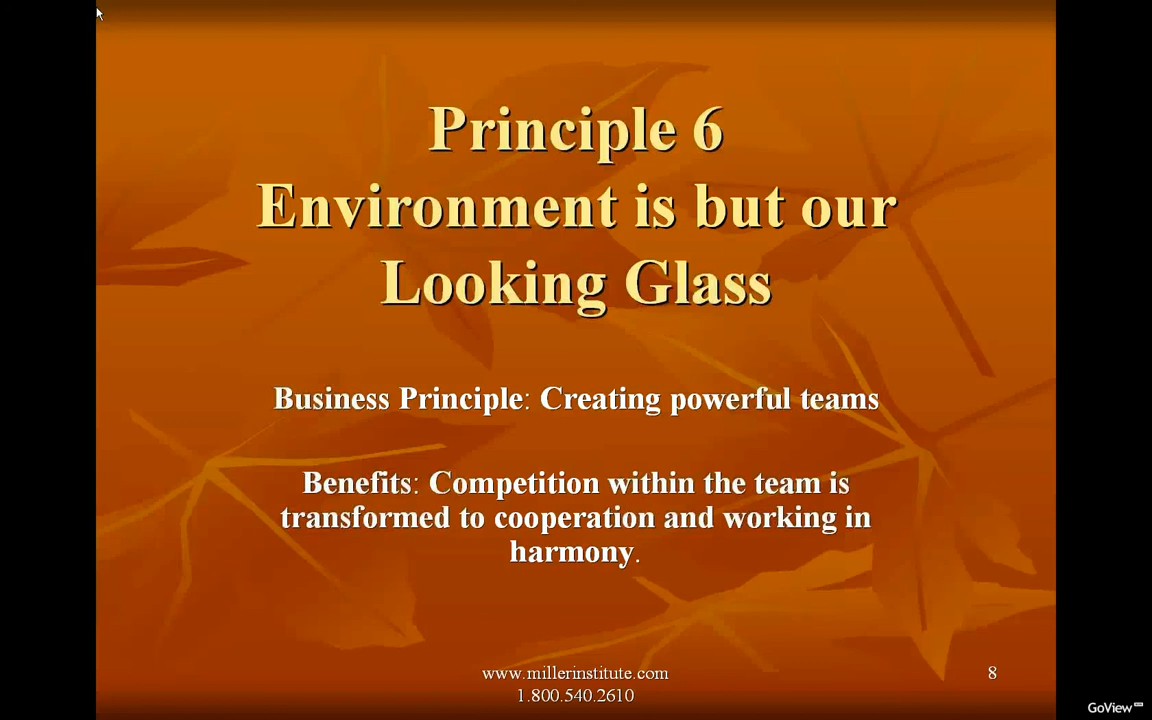 Principle 6
Environment is but our
Looking Glass
Business Principle: Creating powerful teams
Benefits: Competition within the team is
transformed to cooperation and working in
harmony.
www.millerinstitute.com
1.800.540.2610
8
GoView